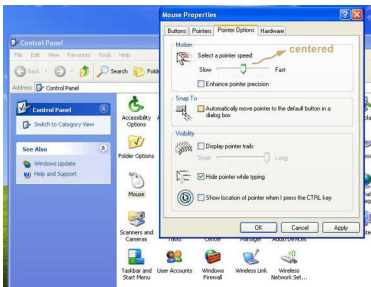 Mouse Properties
Buttons Pointers Pointer Options Hardware
Motion
Select a pointer speed:
centered
Slow Fast
Enhance pointer precision
Snap To
Automatically move pointer to the default button in a
dialog box
Visibility
Display pointer trails
Short Long
Hide pointer while typing
Show location of pointer when I press the CTRL key
OK Cancel Apply
Control Panel
File Edit View Favorites Tools Help
Back Search
Address Control Panel
Control Panel
Switch to Category View
See Also
Windows Update
Help and Support
Accessibility
Options
Folder Options
Mouse
Scanners and
Cameras
Taskbar and
Start Menu
User Accounts
Windows
Firewall
Wireless Link
Wireless
Network Set...